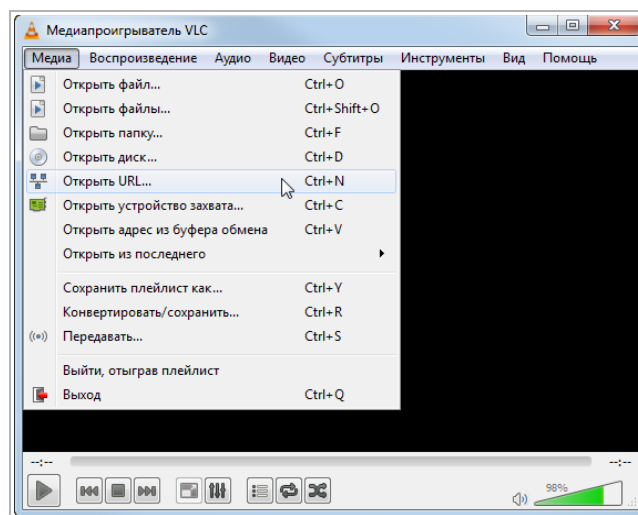 Медиапроигрыватель VLC
Медиа Воспроизведение Аудио Видео Субтитры Инструменты Вид Помощь
Открыть файл... Ctrl+O
Открыть файлы... Ctrl+Shift+O
Открыть папку... Ctrl+F
Открыть диск... Ctrl+D
Открыть URL... Ctrl+N
Открыть устройство захвата... Ctrl+C
Открыть адрес из буфера обмена Ctrl+V
Открыть из последнего
Сохранить плейлист как... Ctrl+Y
Конвертировать/сохранить... Ctrl+R
Передавать... Ctrl+S
Выйти, отыграв плейлист
Выход Ctrl+Q
--:-- --:--
98%